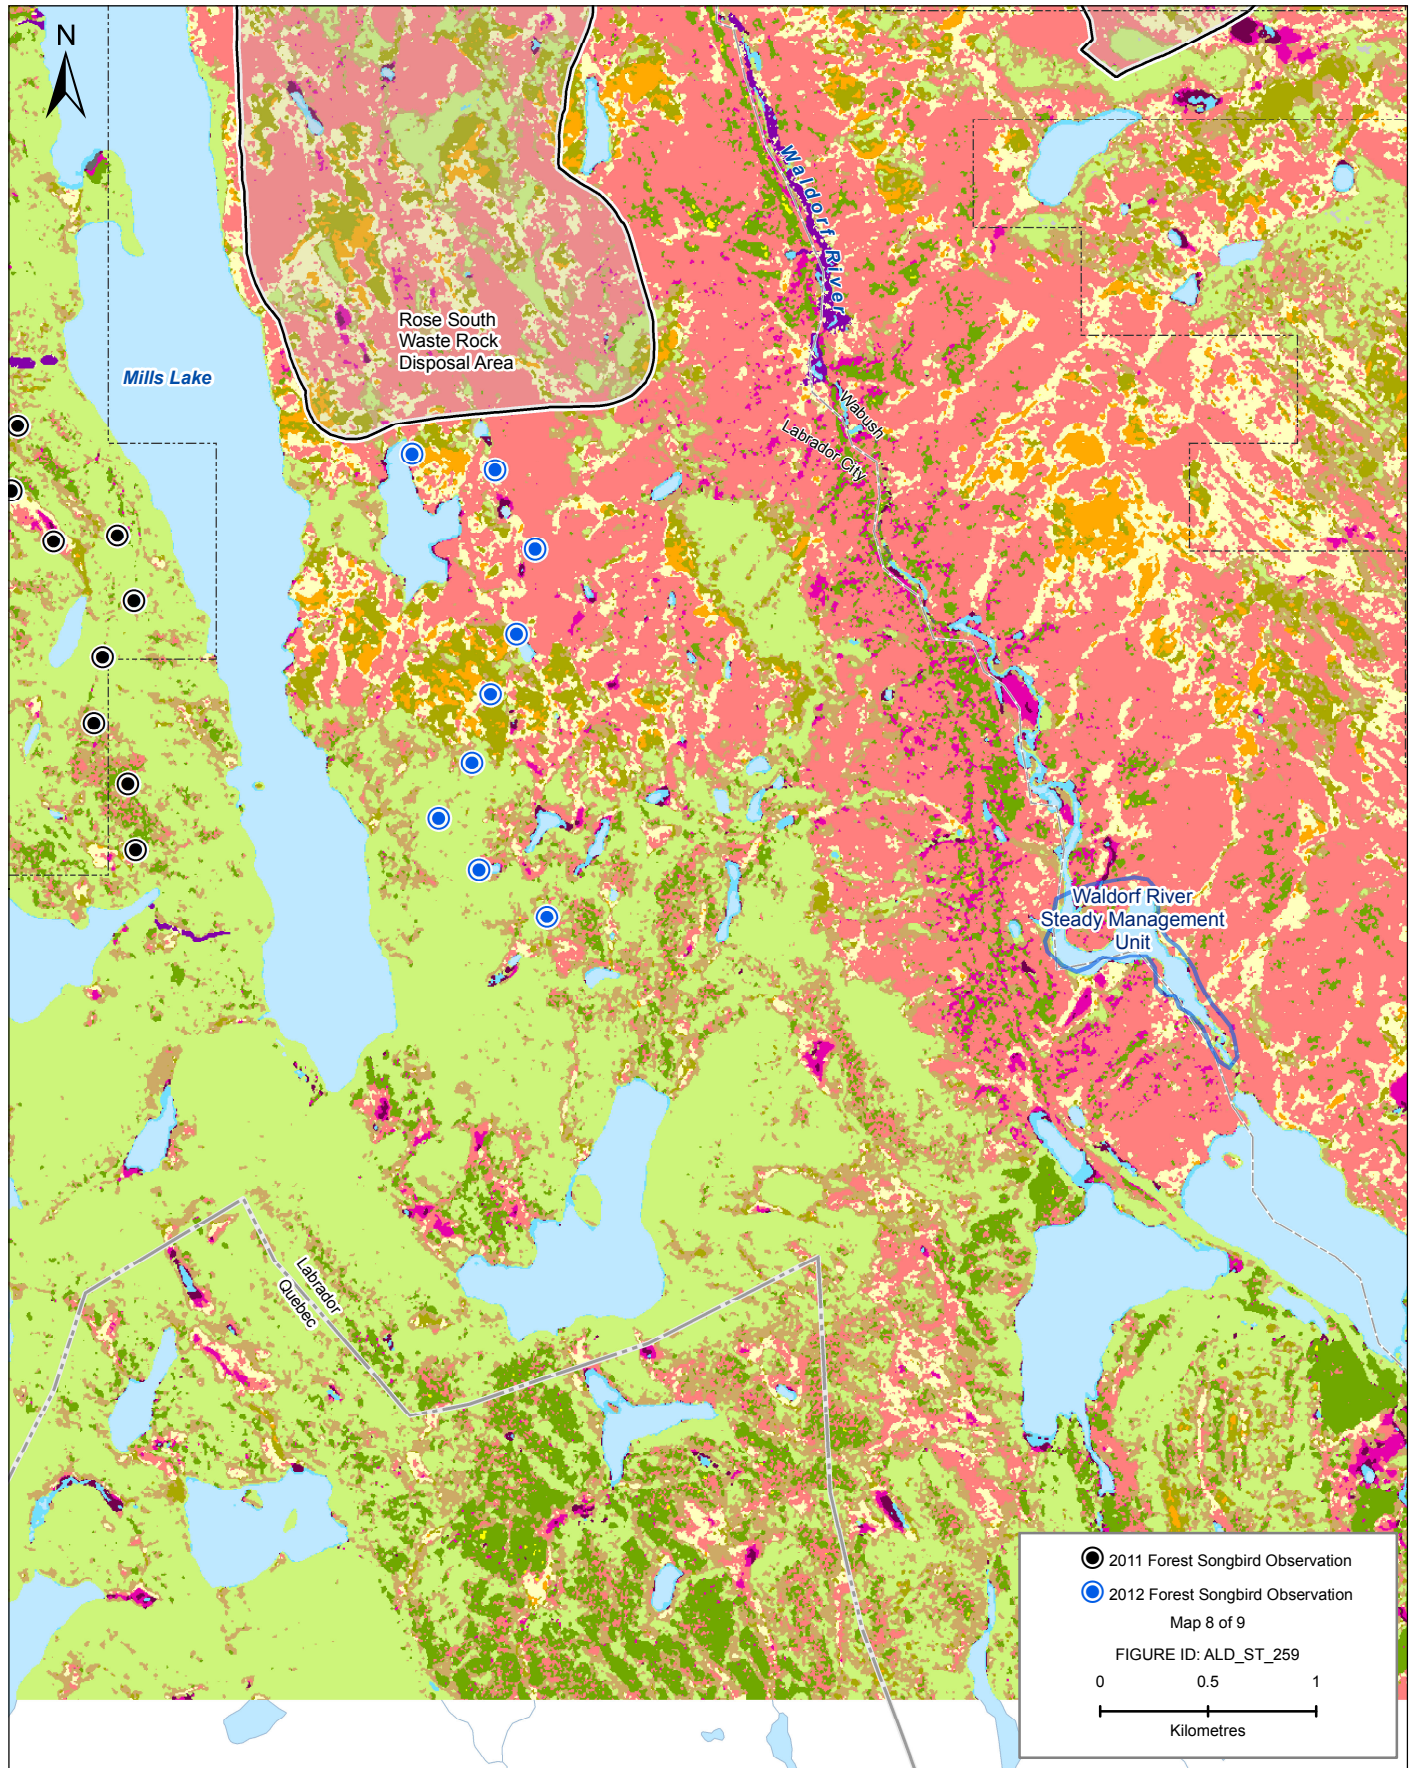 N
Waldorf River
Rose South
Waste Rock
Disposal Area
Mills Lake
Wabush
Labrador City
Waldorf River
Steady Management
Unit
Labrador
Quebec
2011 Forest Songbird Observation
2012 Forest Songbird Observation
Map 8 of 9
FIGURE ID: ALD_ST_259
0 0.5 1
Kilometres